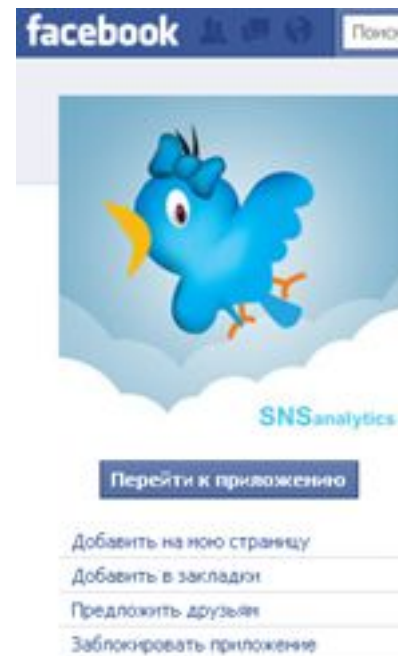 facebook
SNSanalytics
Перейти к приложению
Добавить на мою страницу
Добавить в закладки
Предложить друзьям
Заблокировать приложение